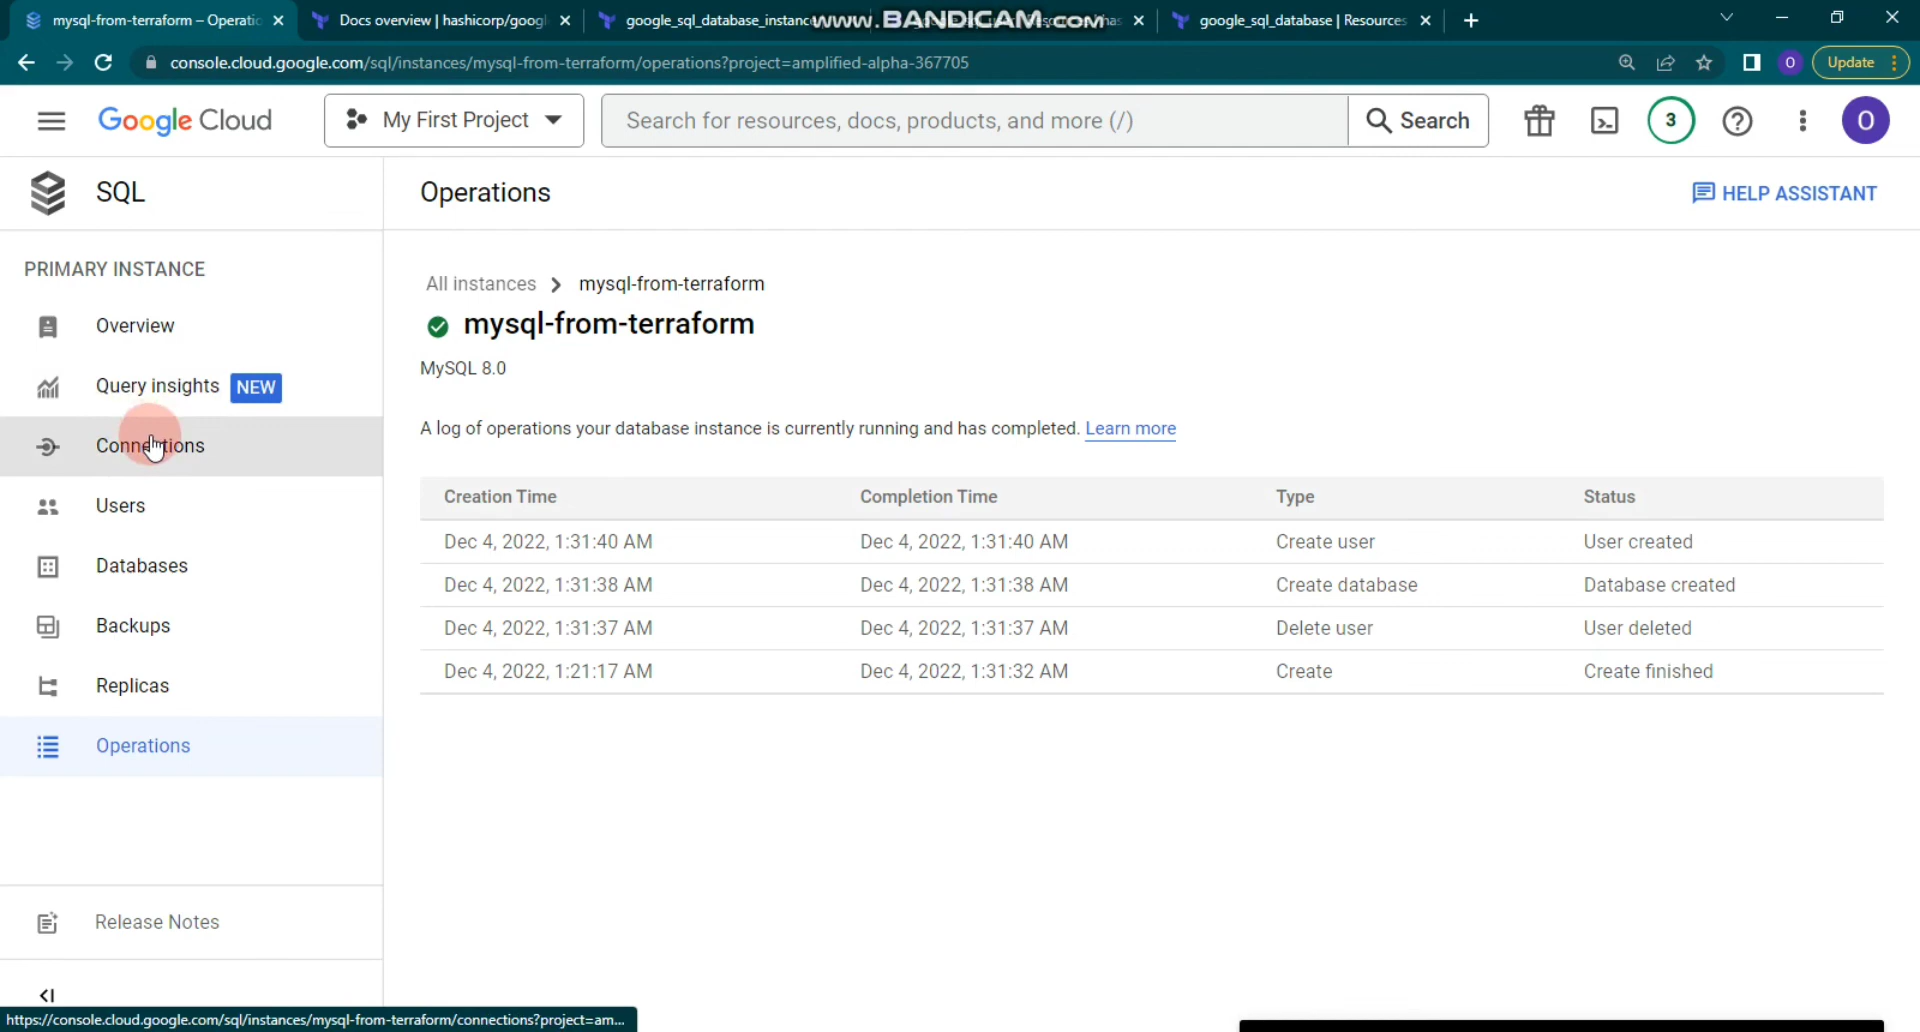 mysql-from-terraform – Operatic
Docs overview | hashicorp/googl
google_sql_database_instanc
www.BANDICAM.com
google_sql_database | Resources
console.cloud.google.com/sql/instances/mysql-from-terraform/operations?project=amplified-alpha-367705
O
Update
Google Cloud
My First Project
Search for resources, docs, products, and more (/)
Search
3
O
SQL
Operations
HELP ASSISTANT
PRIMARY INSTANCE
Overview
Query insights NEW
Connections
Users
Databases
Backups
Replicas
Operations
Release Notes
All instances > mysql-from-terraform
mysql-from-terraform
MySQL 8.0
A log of operations your database instance is currently running and has completed. Learn more
Creation Time Completion Time Type Status
Dec 4, 2022, 1:31:40 AM Dec 4, 2022, 1:31:40 AM Create user User created
Dec 4, 2022, 1:31:38 AM Dec 4, 2022, 1:31:38 AM Create database Database created
Dec 4, 2022, 1:31:37 AM Dec 4, 2022, 1:31:37 AM Delete user User deleted
Dec 4, 2022, 1:21:17 AM Dec 4, 2022, 1:31:32 AM Create Create finished
https://console.cloud.google.com/sql/instances/mysql-from-terraform/connections?project=am...